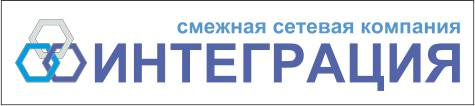 смежная сетевая компания
ИНТЕГРАЦИЯ